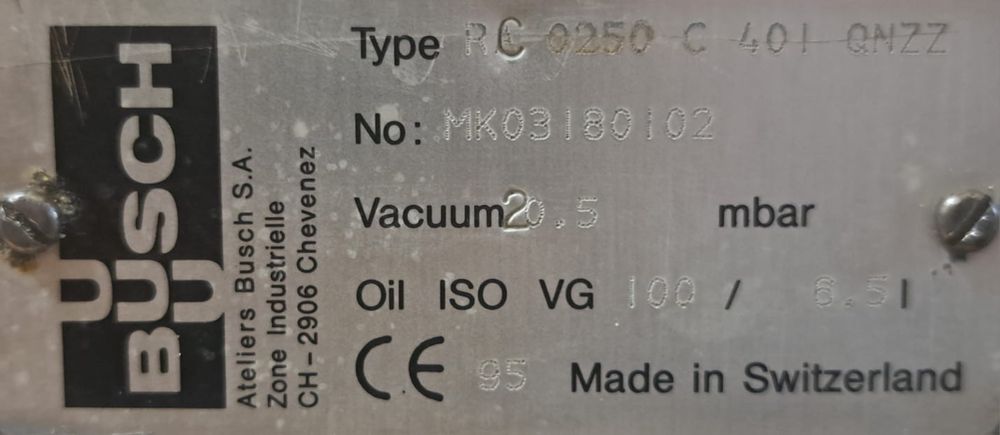 BUSCH
Ateliers Busch S.A.
Zone Industrielle
CH-2906 Chevenez
Type RC 0250 C 401 QNZZ
No: MK03180102
Vacuum 20.5 mbar
Oil ISO VG 100 / 6.5 l
CE 95 Made in Switzerland